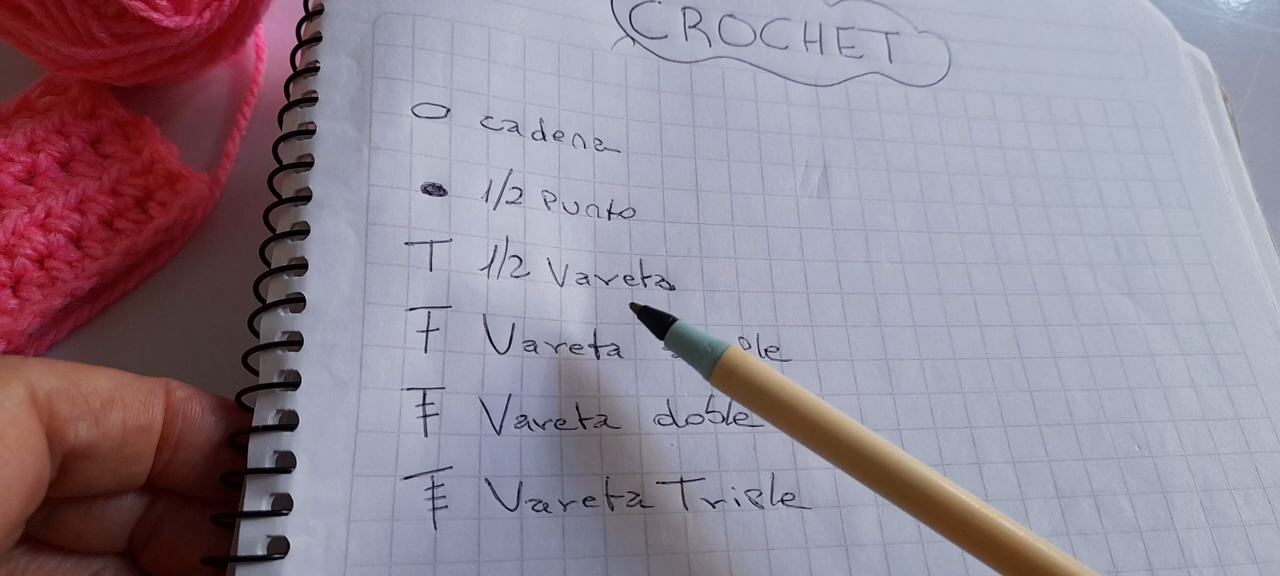 CROCHET
cadena
1/2 Punto
1/2 Vareta
Vareta
Vareta doble
Vareta Triple